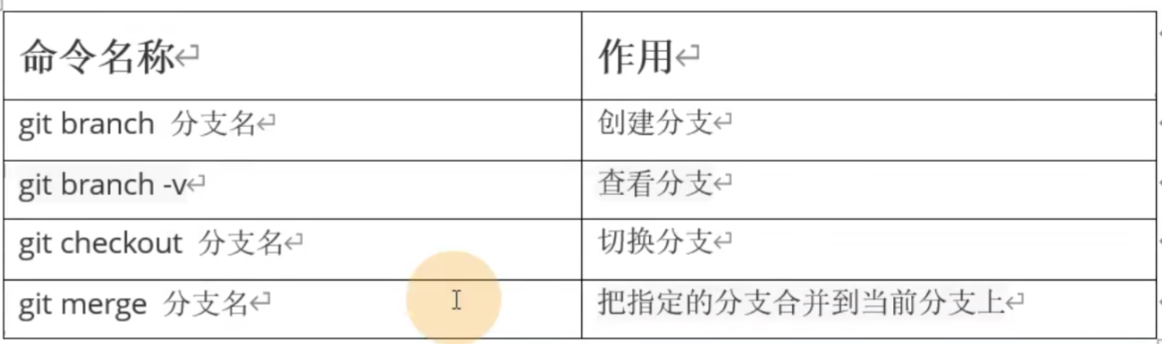 命令名称 作用
git branch 分支名 创建分支
git branch -v 查看分支
git checkout 分支名 切换分支
git merge 分支名 把指定的分支合并到当前分支上